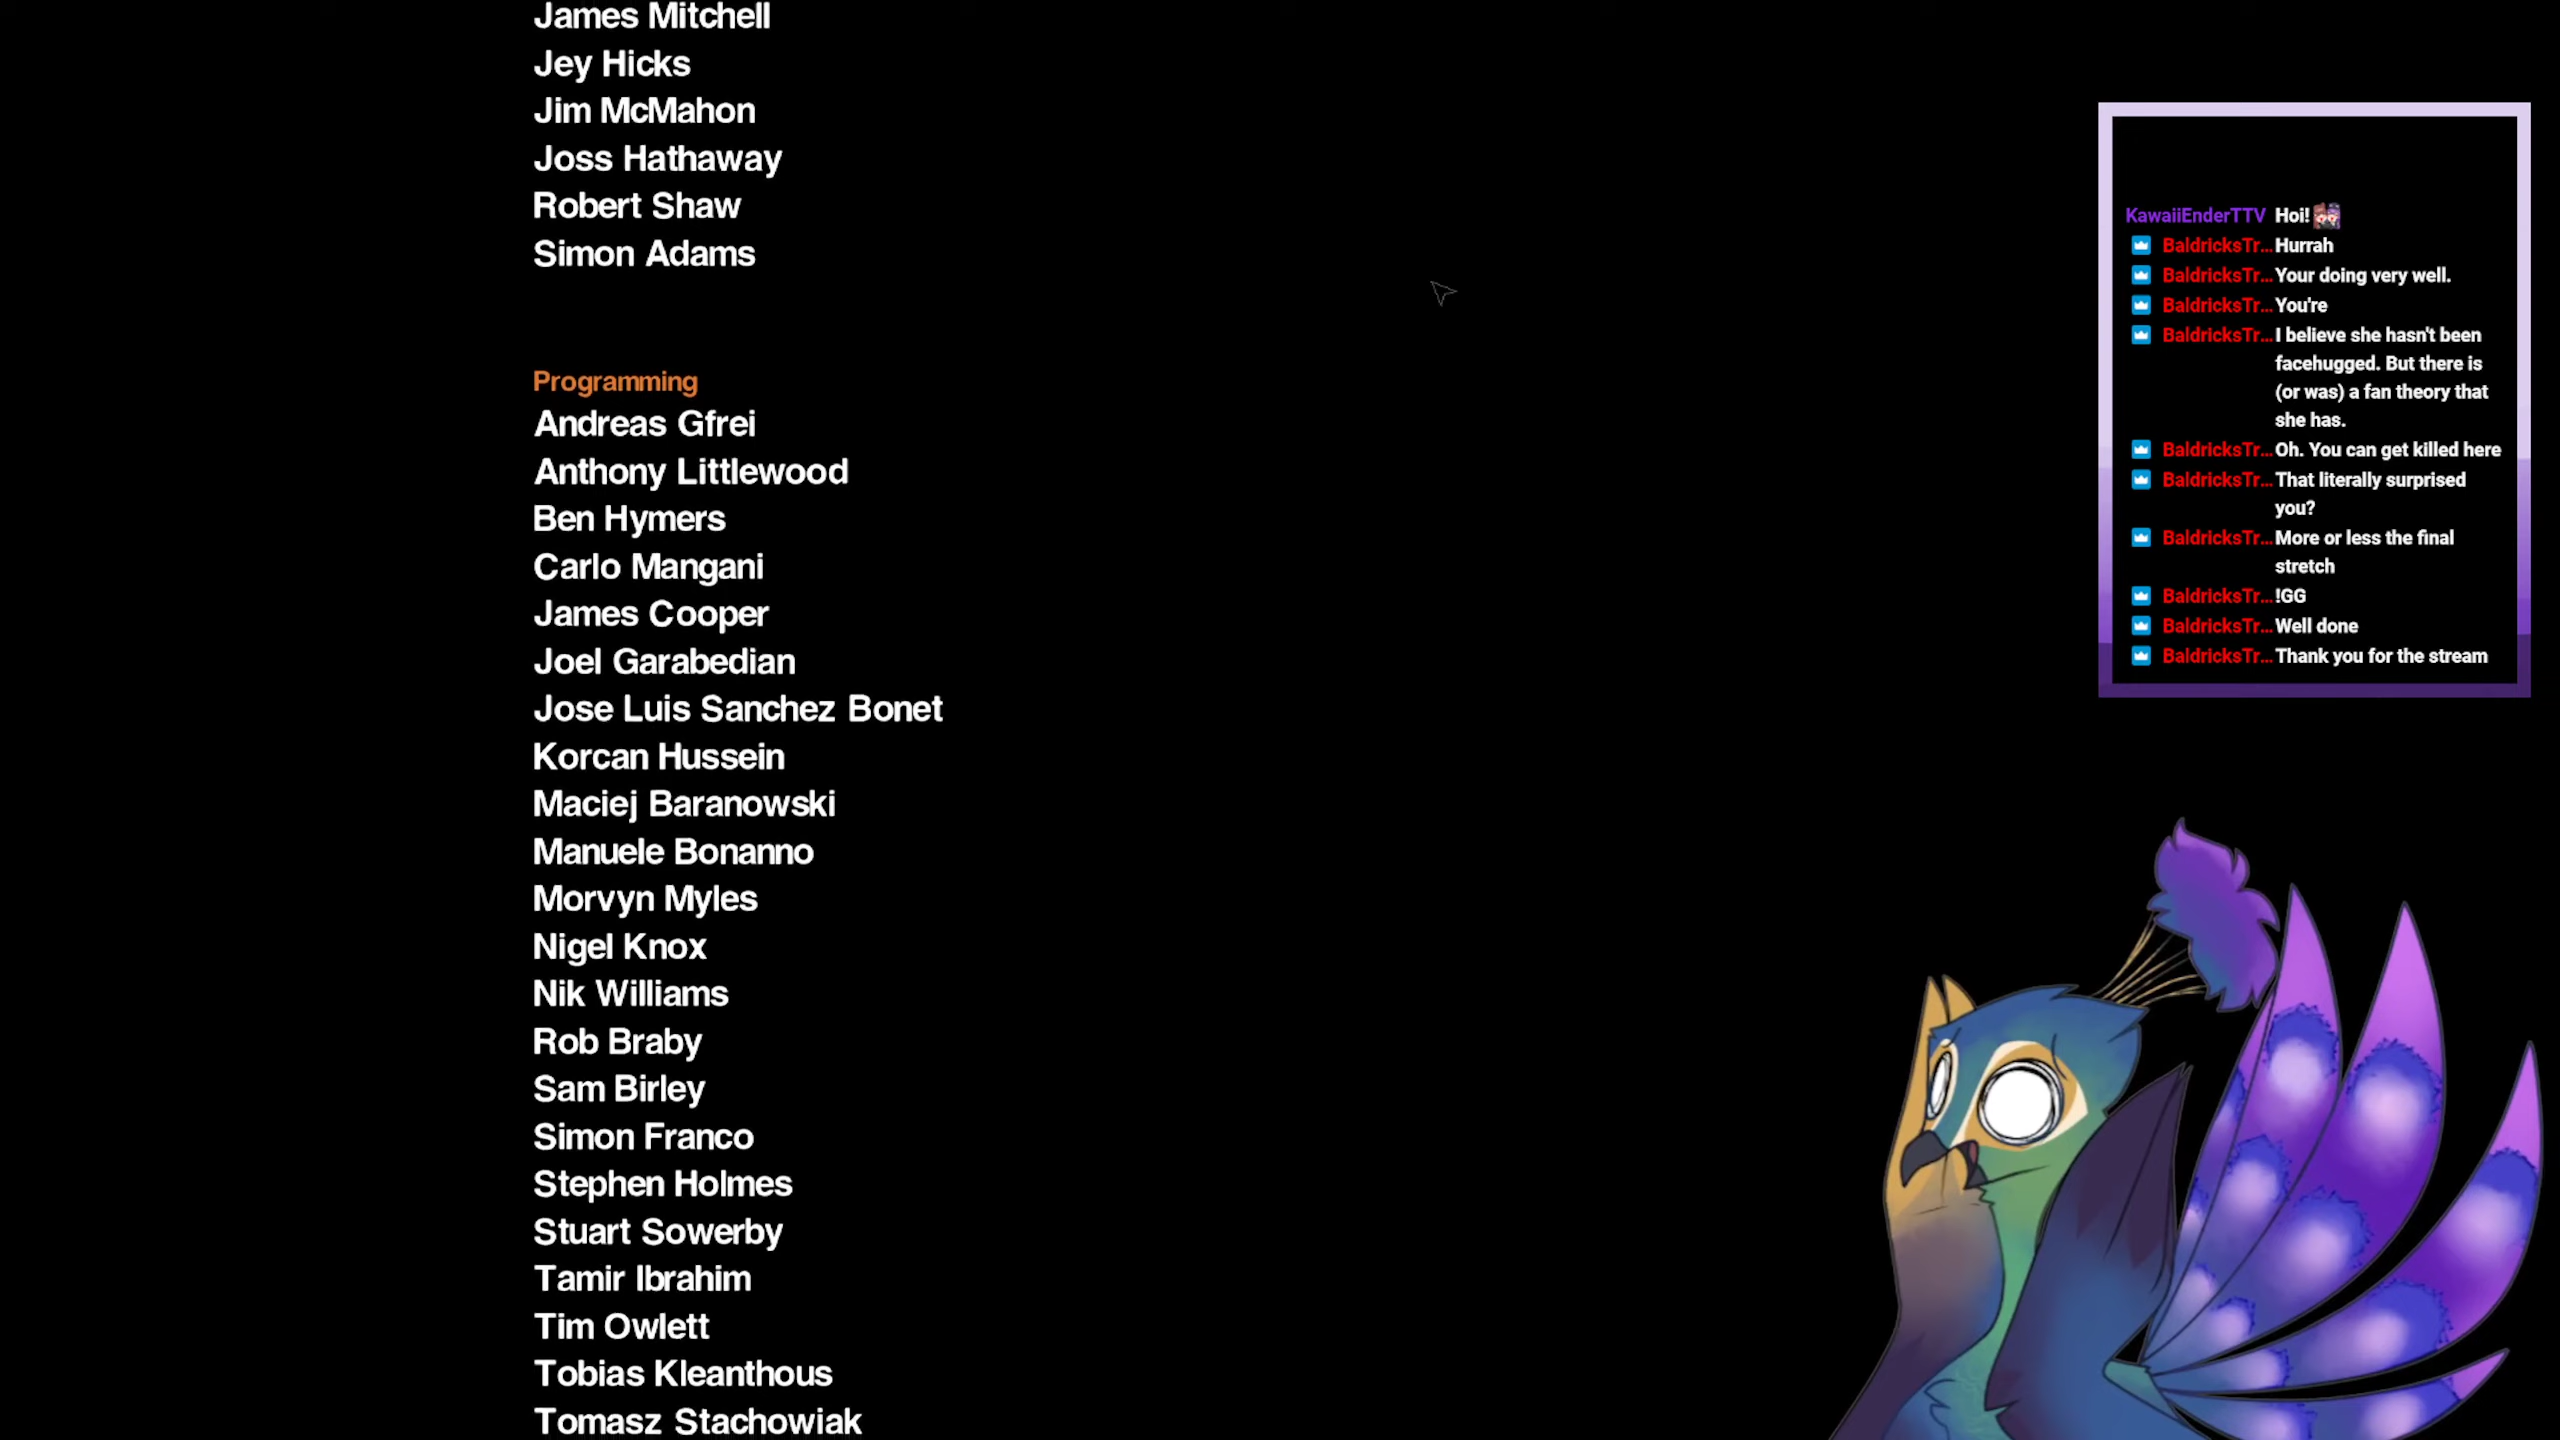 James Mitchell
Jey Hicks
Jim McMahon
Joss Hathaway
Robert Shaw
Simon Adams
Programming
Andreas Gfrei
Anthony Littlewood
Ben Hymers
Carlo Mangani
James Cooper
Joel Garabedian
Jose Luis Sanchez Bonet
Korcan Hussein
Maciej Baranowski
Manuele Bonanno
Morvyn Myles
Nigel Knox
Nik Williams
Rob Braby
Sam Birley
Simon Franco
Stephen Holmes
Stuart Sowerby
Tamir Ibrahim
Tim Owlett
Tobias Kleanthous
Tomasz Stachowiak
KawaiiEnderTTV Hoi!
BaldricksTr... Hurrah
BaldricksTr... Your doing very well.
BaldricksTr... You're
BaldricksTr... I believe she hasn't been
facehugged. But there is
(or was) a fan theory that
she has.
BaldricksTr... Oh. You can get killed here
BaldricksTr... That literally surprised
you?
BaldricksTr... More or less the final
stretch
BaldricksTr... !GG
BaldricksTr... Well done
BaldricksTr... Thank you for the stream